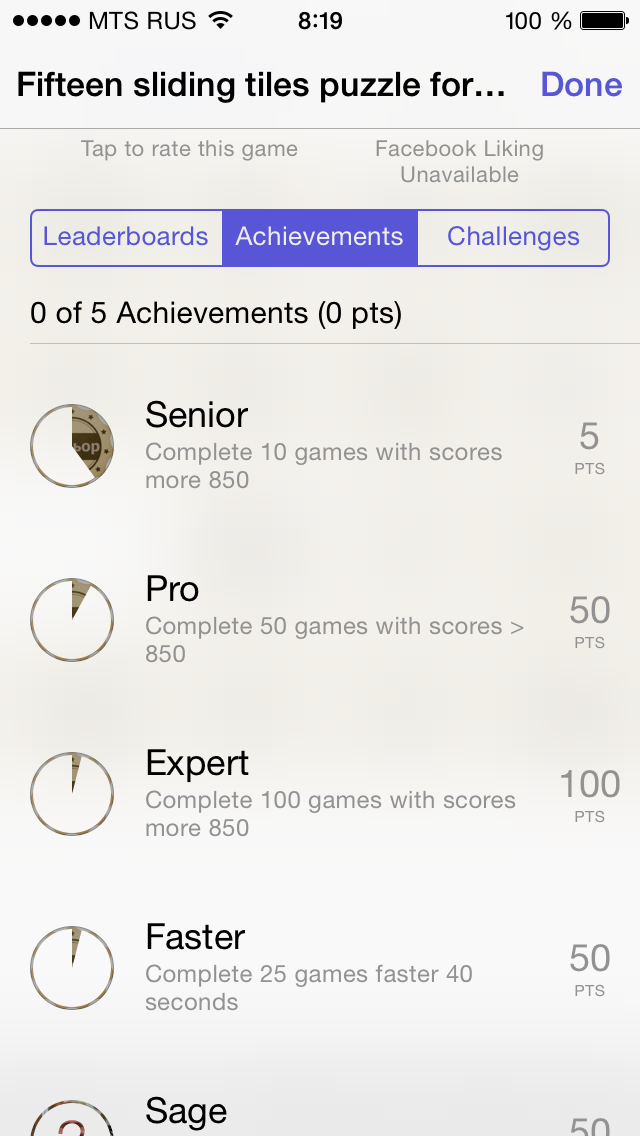 MTS RUS 8:19 100 %
Fifteen sliding tiles puzzle for... Done
Tap to rate this game
Facebook Liking
Unavailable
Leaderboards Achievements Challenges
0 of 5 Achievements (0 pts)
Senior
Complete 10 games with scores
more 850
5
PTS
Pro
Complete 50 games with scores >
850
50
PTS
Expert
Complete 100 games with scores
more 850
100
PTS
Faster
Complete 25 games faster 40
seconds
50
PTS
Sage
50